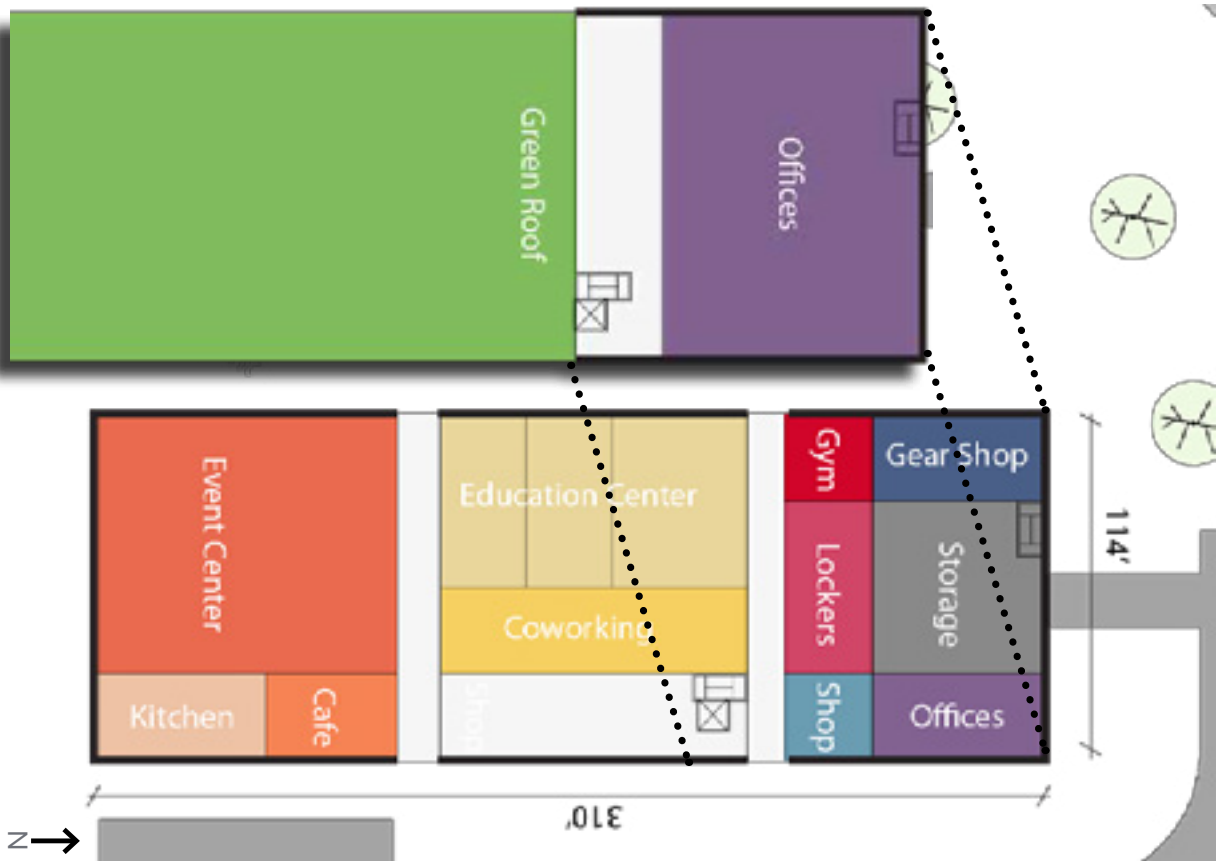 Green Roof
Offices
Event Center
Kitchen
Cafe
Education Center
Coworking
Shop
Gym
Lockers
Shop
Gear Shop
Storage
Offices
114'
310'
N